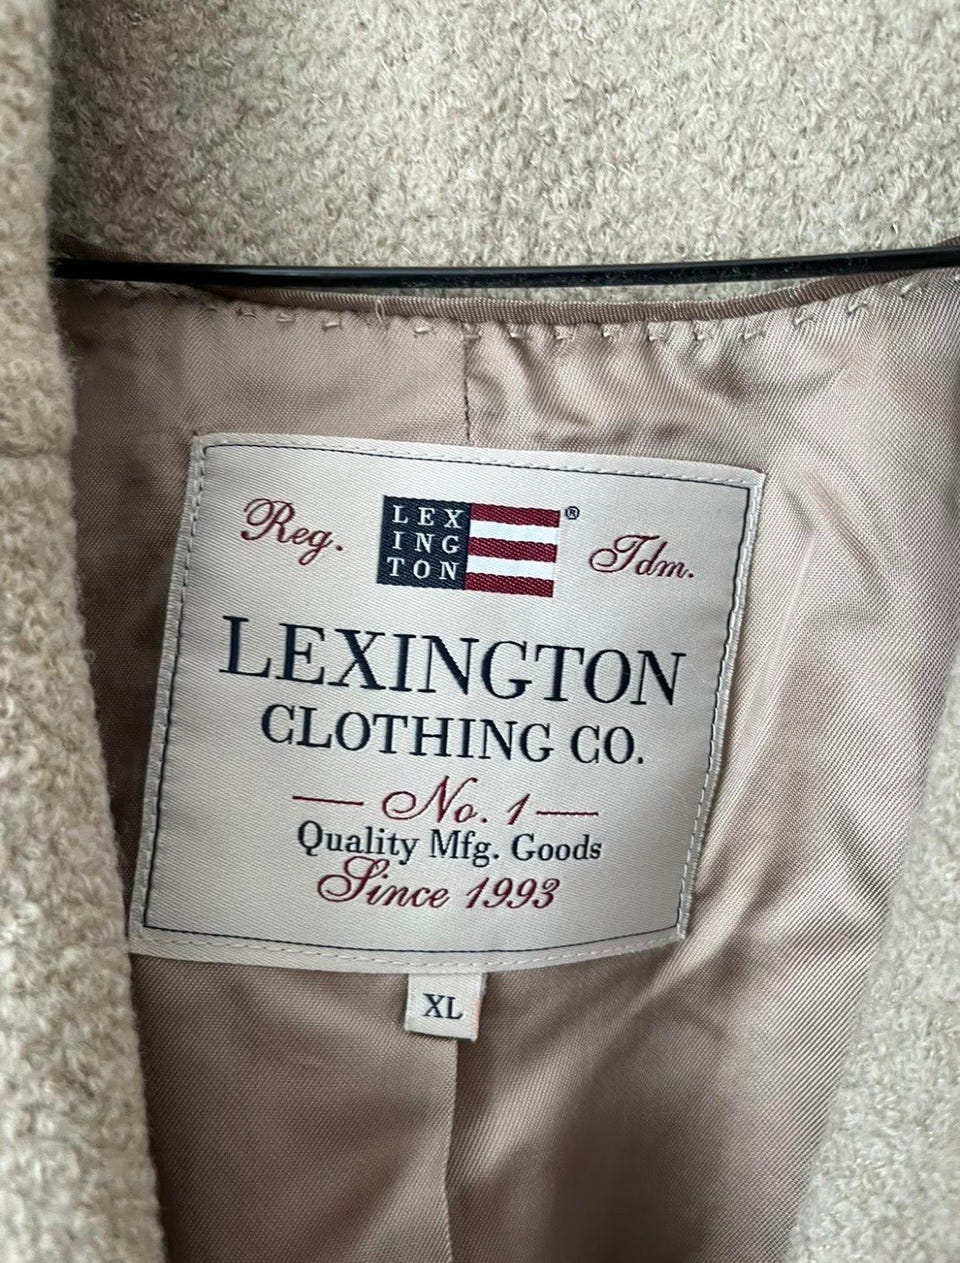 Reg.
LEX
ING
TON
®
Tdm.
LEXINGTON
CLOTHING CO.
No. 1
Quality Mfg. Goods
Since 1993
XL